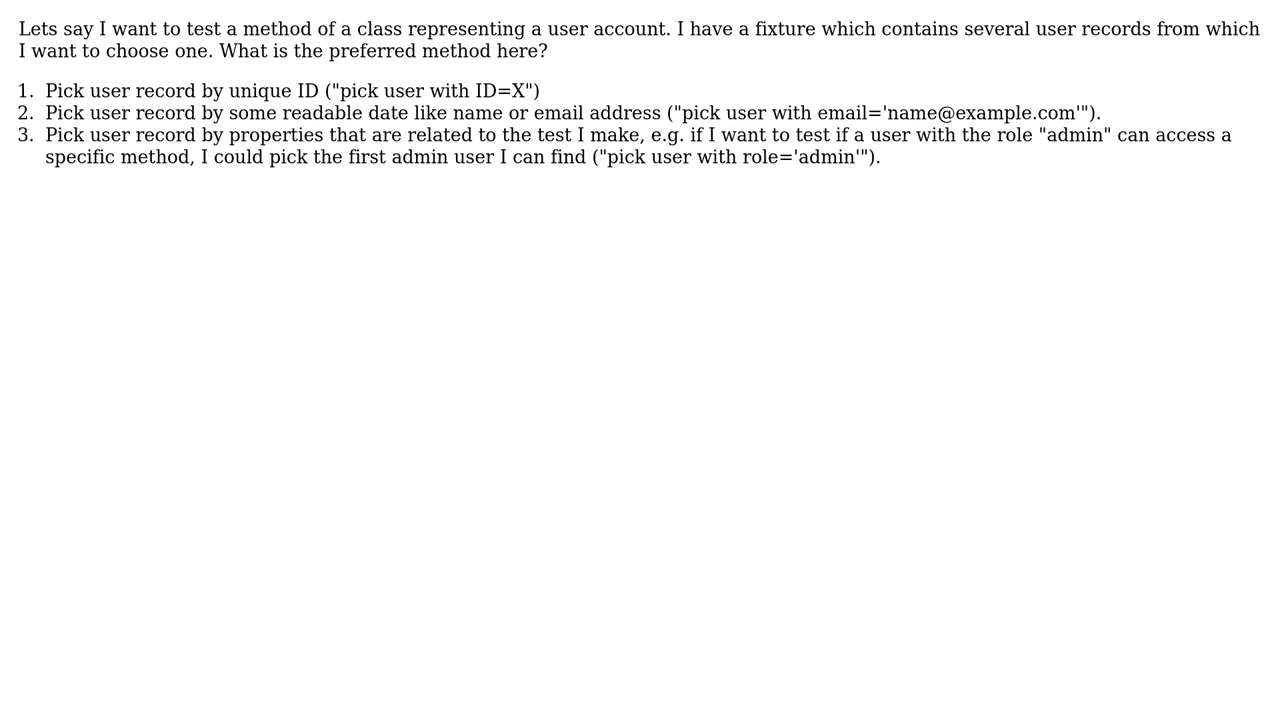 Lets say I want to test a method of a class representing a user account. I have a fixture which contains several user records from which
I want to choose one. What is the preferred method here?
1. Pick user record by unique ID ("pick user with ID=X")
2. Pick user record by some readable date like name or email address ("pick user with email='name@example.com'").
3. Pick user record by properties that are related to the test I make, e.g. if I want to test if a user with the role "admin" can access a
specific method, I could pick the first admin user I can find ("pick user with role='admin'").